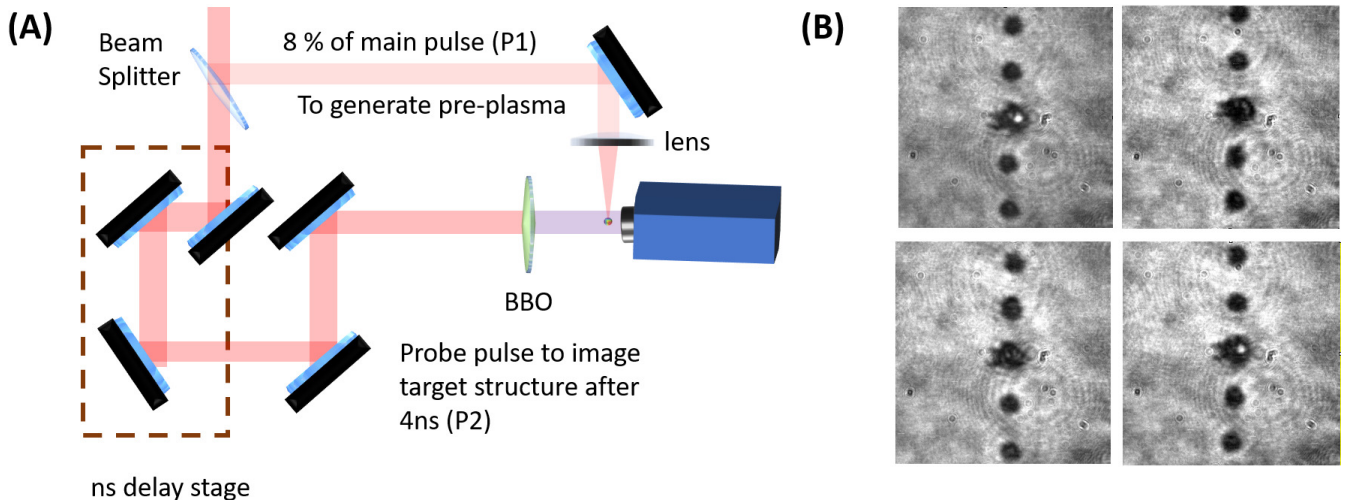 (A)
Beam
Splitter
8 % of main pulse (P1)
To generate pre-plasma
lens
BBO
Probe pulse to image
target structure after
4ns (P2)
ns delay stage
(B)